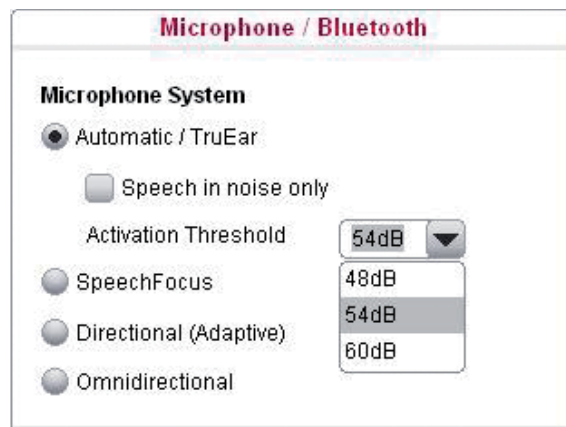 Microphone / Bluetooth
Microphone System
Automatic / TruEar
Speech in noise only
Activation Threshold 54dB
48dB
SpeechFocus
54dB
Directional (Adaptive)
60dB
Omnidirectional